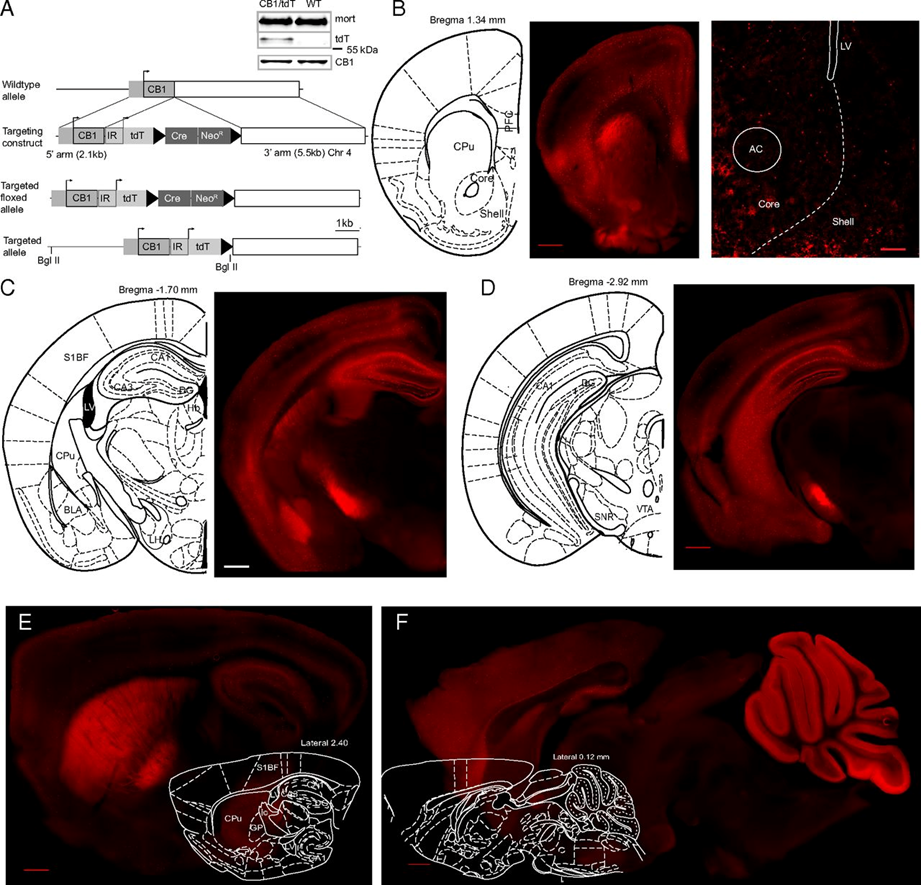 A
CB1/tdT WT
mort
tdT
55 kDa
CB1
Wildtype
allele
CB1
Targeting
construct
CB1 IR tdT Cre Neoᴿ
5' arm (2.1kb)
3' arm (5.5kb) Chr 4
Targeted
floxed
allele
CB1 IR tdT Cre Neoᴿ
1kb
Targeted
allele
CB1 IR tdT
Bgl II
Bgl II
B
Bregma 1.34 mm
PFC
CPu
Core
Shell
LV
AC
Core
Shell
C
Bregma -1.70 mm
S1BF
CA1
CA3
DG
LV
Hb
CPu
BLA
LH
D
Bregma -2.92 mm
CA1
DG
SNR
VTA
E
Lateral 2.40
S1BF
CPu
GP
F
Lateral 0.12 mm